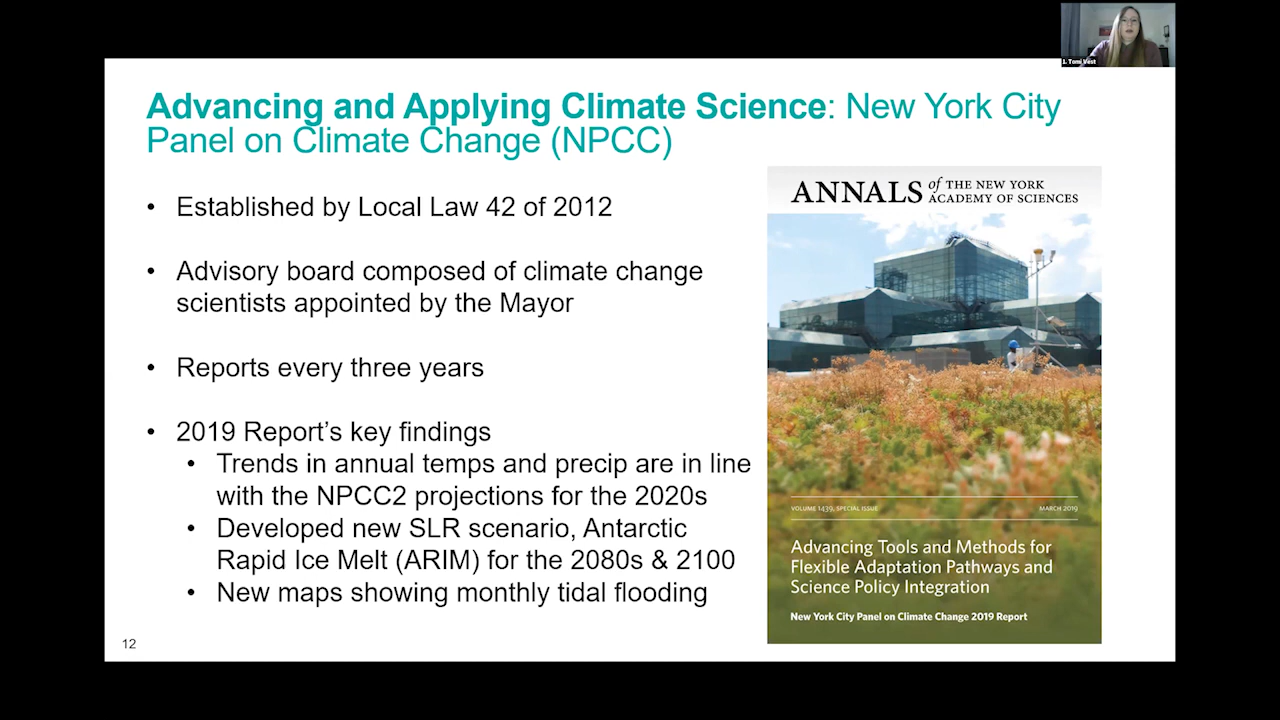 1. Tomi Vest
Advancing and Applying Climate Science: New York City
Panel on Climate Change (NPCC)
• Established by Local Law 42 of 2012
• Advisory board composed of climate change
scientists appointed by the Mayor
• Reports every three years
• 2019 Report’s key findings
• Trends in annual temps and precip are in line
with the NPCC2 projections for the 2020s
• Developed new SLR scenario, Antarctic
Rapid Ice Melt (ARIM) for the 2080s & 2100
• New maps showing monthly tidal flooding
12
ANNALS of THE NEW YORK
ACADEMY OF SCIENCES
VOLUME 1439, SPECIAL ISSUE
MARCH 2019
Advancing Tools and Methods for
Flexible Adaptation Pathways and
Science Policy Integration
New York City Panel on Climate Change 2019 Report